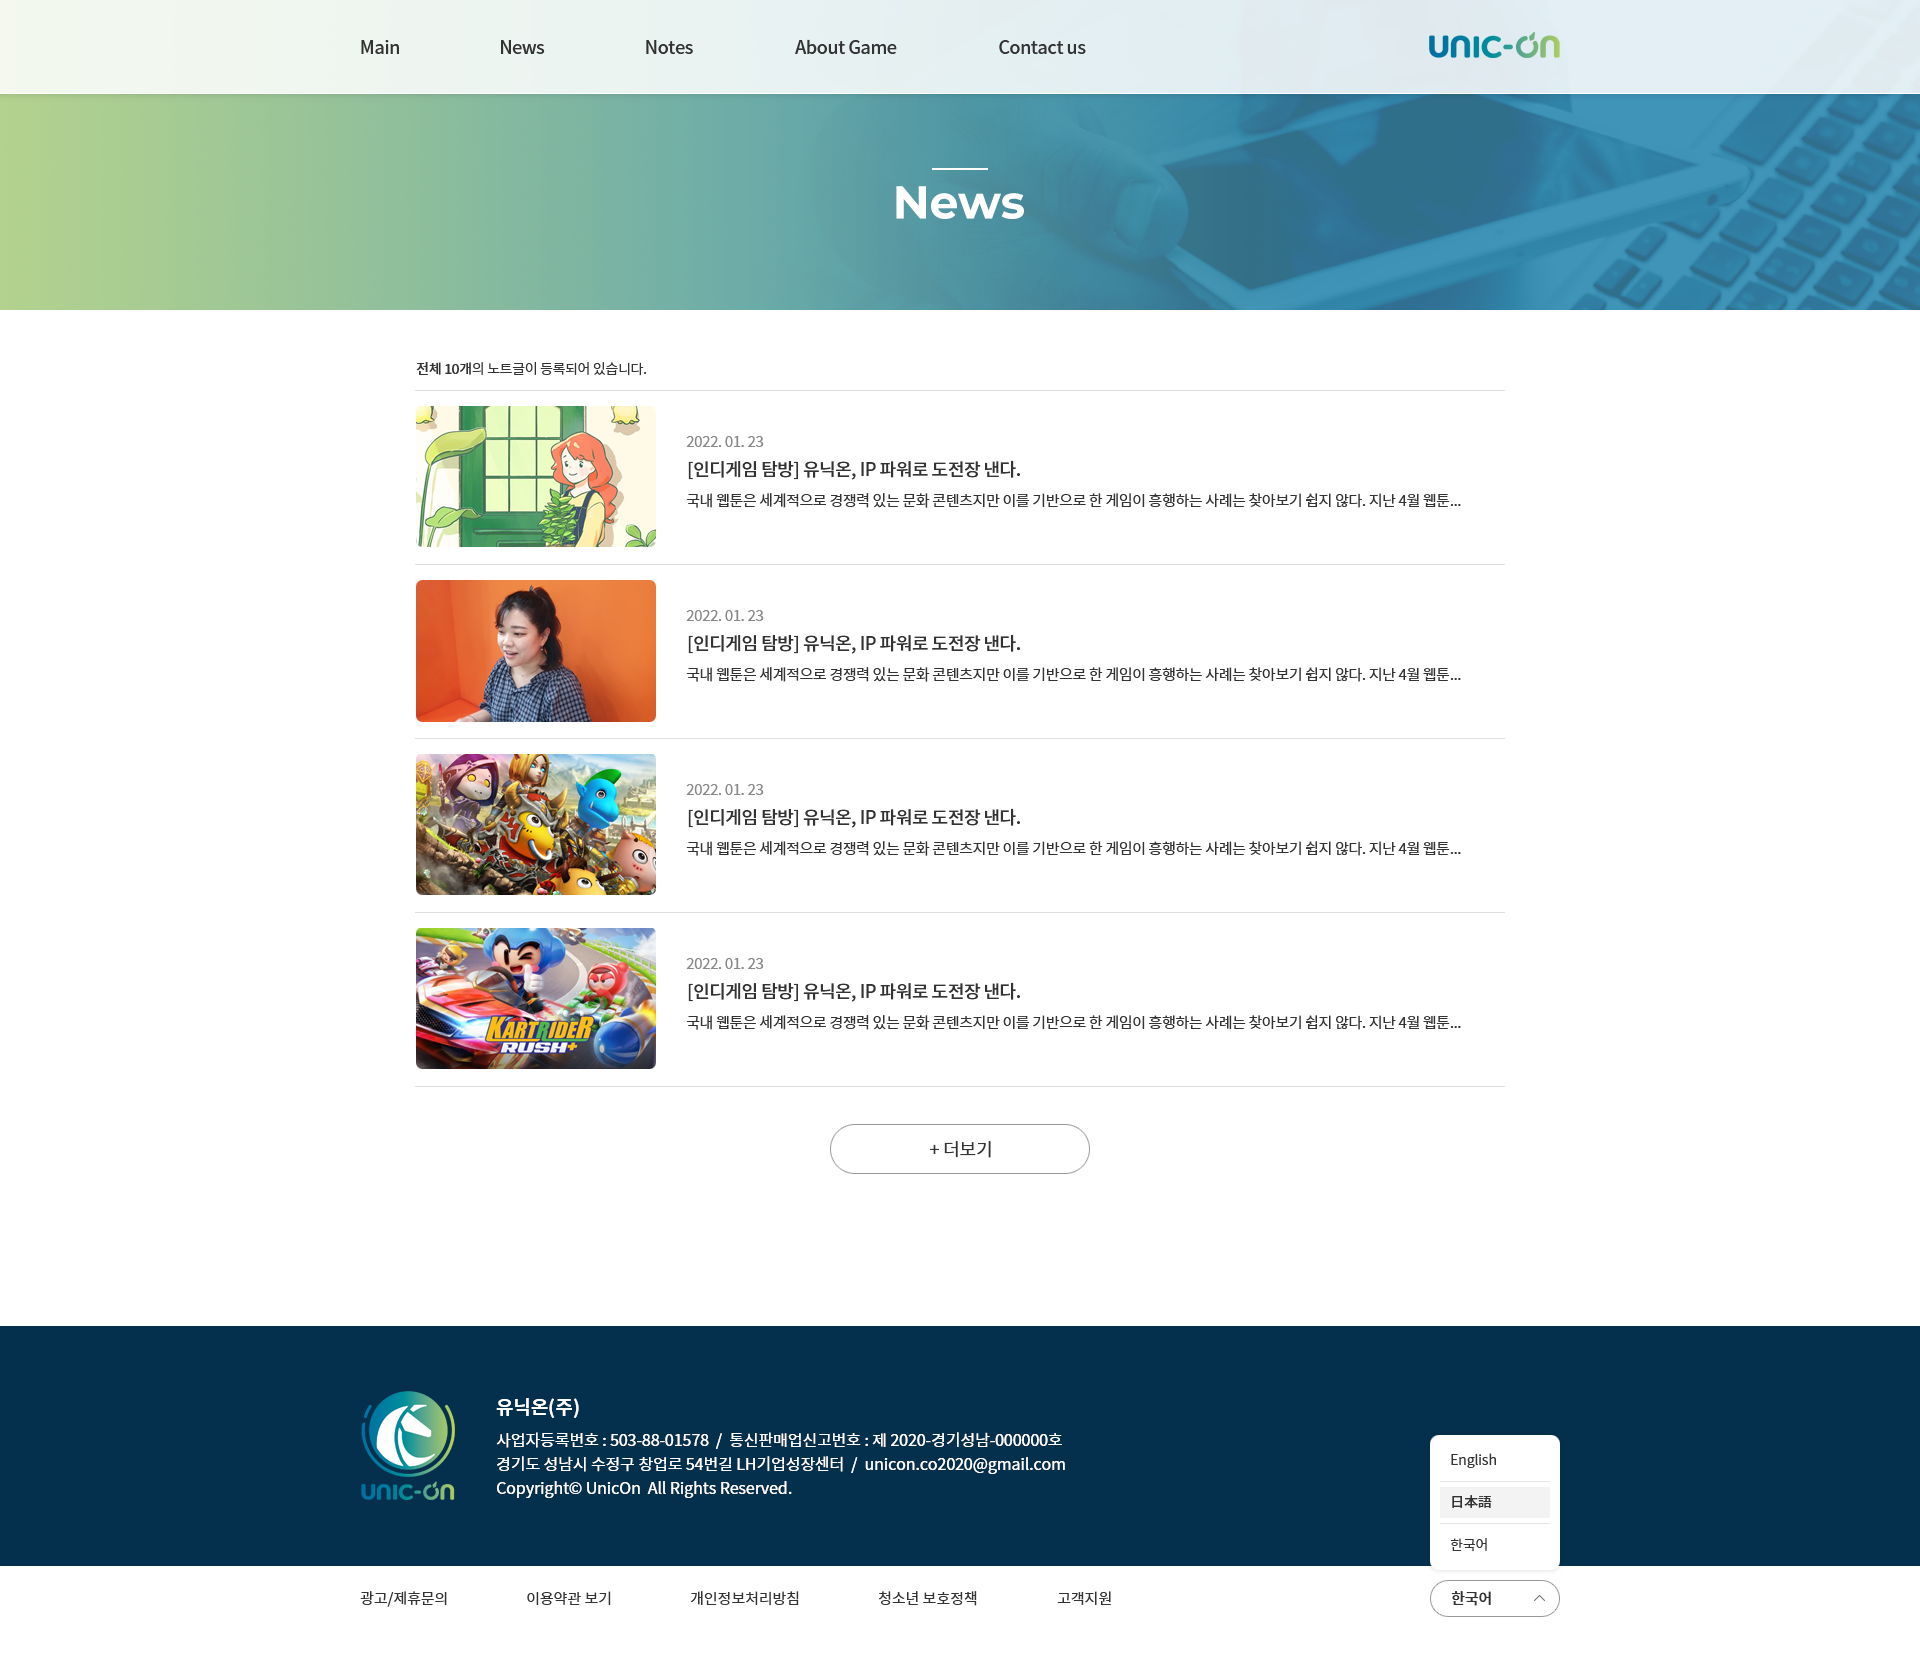 Main News Notes About Game Contact us UNIC-ON
News
전체 10개의 노트글이 등록되어 있습니다.
2022. 01. 23
[인디게임 탐방] 유닉온, IP 파워로 도전장 낸다.
국내 웹툰은 세계적으로 경쟁력 있는 문화 콘텐츠지만 이를 기반으로 한 게임이 흥행하는 사례는 찾아보기 쉽지 않다. 지난 4월 웹툰...
2022. 01. 23
[인디게임 탐방] 유닉온, IP 파워로 도전장 낸다.
국내 웹툰은 세계적으로 경쟁력 있는 문화 콘텐츠지만 이를 기반으로 한 게임이 흥행하는 사례는 찾아보기 쉽지 않다. 지난 4월 웹툰...
2022. 01. 23
[인디게임 탐방] 유닉온, IP 파워로 도전장 낸다.
국내 웹툰은 세계적으로 경쟁력 있는 문화 콘텐츠지만 이를 기반으로 한 게임이 흥행하는 사례는 찾아보기 쉽지 않다. 지난 4월 웹툰...
KARTRIDER
RUSH+
2022. 01. 23
[인디게임 탐방] 유닉온, IP 파워로 도전장 낸다.
국내 웹툰은 세계적으로 경쟁력 있는 문화 콘텐츠지만 이를 기반으로 한 게임이 흥행하는 사례는 찾아보기 쉽지 않다. 지난 4월 웹툰...
+ 더보기
UNIC-ON
유닉온(주)
사업자등록번호 : 503-88-01578 / 통신판매업신고번호 : 제 2020-경기성남-000000호
경기도 성남시 수정구 창업로 54번길 LH기업성장센터 / unicon.co2020@gmail.com
Copyright© UnicOn All Rights Reserved.
English
日本語
한국어
광고/제휴문의 이용약관 보기 개인정보처리방침 청소년 보호정책 고객지원 한국어